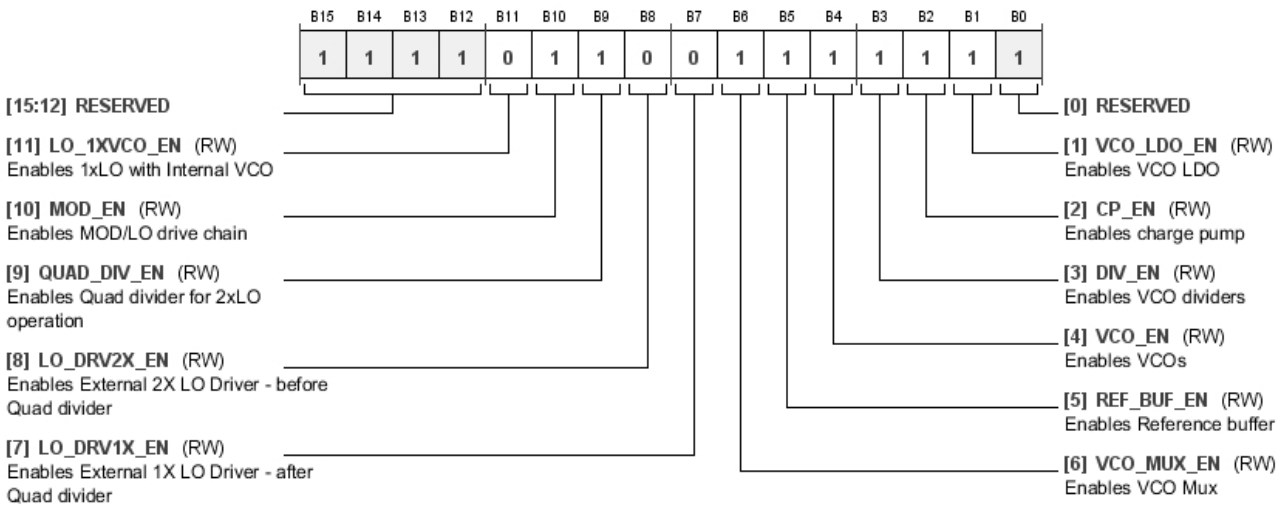 B15 B14 B13 B12 B11 B10 B9 B8 B7 B6 B5 B4 B3 B2 B1 B0
1 1 1 1 0 1 1 0 0 1 1 1 1 1 1 1
[15:12] RESERVED
[11] LO_1XVCO_EN (RW)
Enables 1xLO with Internal VCO
[10] MOD_EN (RW)
Enables MOD/LO drive chain
[9] QUAD_DIV_EN (RW)
Enables Quad divider for 2xLO
operation
[8] LO_DRV2X_EN (RW)
Enables External 2X LO Driver - before
Quad divider
[7] LO_DRV1X_EN (RW)
Enables External 1X LO Driver - after
Quad divider
[0] RESERVED
[1] VCO_LDO_EN (RW)
Enables VCO LDO
[2] CP_EN (RW)
Enables charge pump
[3] DIV_EN (RW)
Enables VCO dividers
[4] VCO_EN (RW)
Enables VCOs
[5] REF_BUF_EN (RW)
Enables Reference buffer
[6] VCO_MUX_EN (RW)
Enables VCO Mux